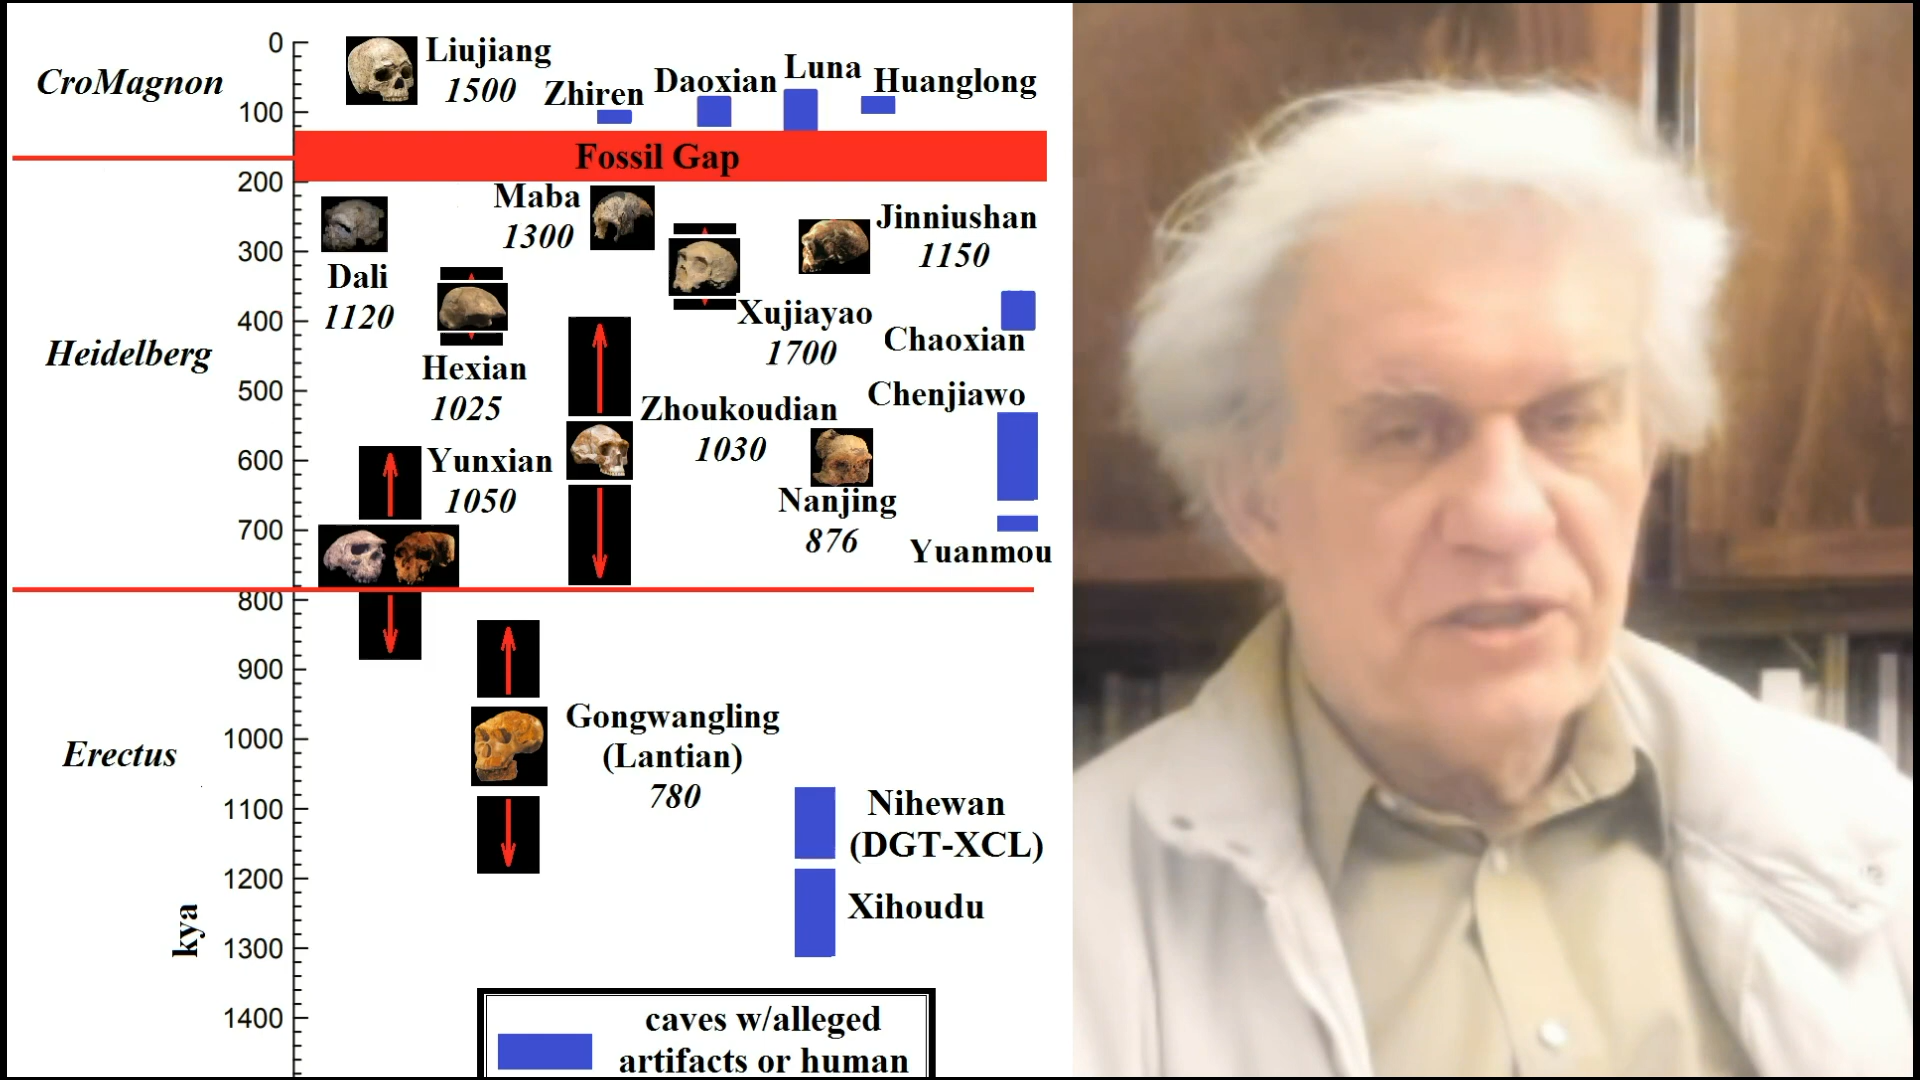 0
Liujiang
1500
CroMagnon
Zhiren
Daoxian
Luna
Huanglong
100
Fossil Gap
200
Maba
1300
Jinniushan
1150
300
Dali
1120
400
Xujiayao
1700
Chaoxian
Heidelberg
Hexian
1025
500
Chenjiawo
Zhoukoudian
1030
600
Yunxian
1050
Nanjing
876
700
Yuanmou
800
900
Gongwangling
(Lantian)
780
1000
Erectus
1100
Nihewan
(DGT-XCL)
1200
Xihoudu
kya
1300
1400
caves w/alleged
artifacts or human